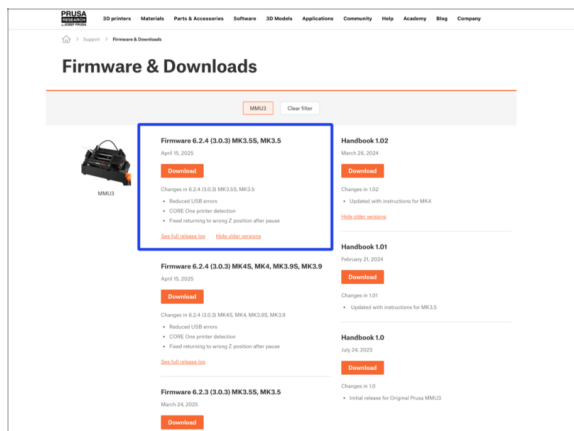 PRUSA
RESEARCH
by JOSEF PRUSA
3D printers Materials Parts & Accessories Software 3D Models Applications Community Help Academy Blog Company
Support > Firmware & Downloads
Firmware & Downloads
MMU3 Clear filter
MMU3
Firmware 6.2.4 (3.0.3) MK3.5S, MK3.5
April 15, 2025
Download
Changes in 6.2.4 (3.0.3) MK3.5S, MK3.5
• Reduced USB errors
• CORE One printer detection
• Fixed returning to wrong Z position after pause
See full release log Hide older versions
Firmware 6.2.4 (3.0.3) MK4S, MK4, MK3.9S, MK3.9
April 15, 2025
Download
Changes in 6.2.4 (3.0.3) MK4S, MK4, MK3.9S, MK3.9
• Reduced USB errors
• CORE One printer detection
• Fixed returning to wrong Z position after pause
See full release log
Firmware 6.2.3 (3.0.3) MK3.5S, MK3.5
March 24, 2025
Download
Handbook 1.02
March 26, 2024
Download
Changes in 1.02
• Updated with instructions for MK4
Hide older versions
Handbook 1.01
February 21, 2024
Download
Changes in 1.01
• Updated with instructions for MK3.5
Handbook 1.0
July 24, 2023
Download
Changes in 1.0
• Initial release for Original Prusa MMU3